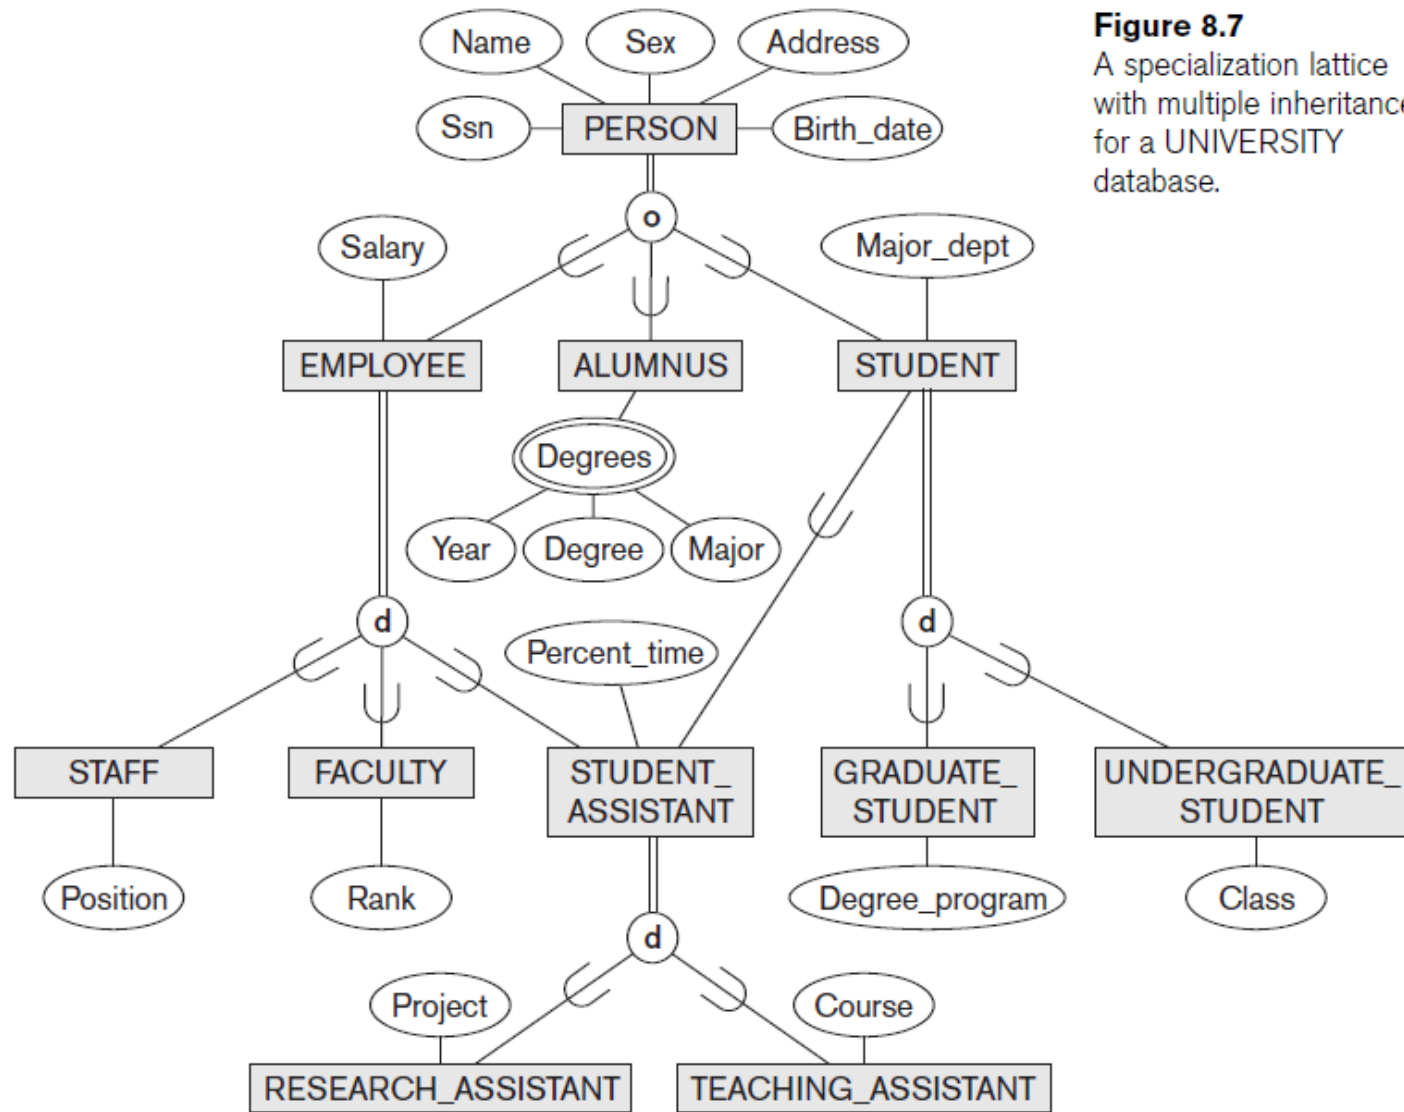 Figure 8.7
A specialization lattice
with multiple inheritance
for a UNIVERSITY
database.
Name
Sex
Address
Ssn
PERSON
Birth_date
o
Salary
Major_dept
EMPLOYEE
ALUMNUS
STUDENT
Degrees
Year
Degree
Major
d
d
Percent_time
STAFF
FACULTY
STUDENT_
ASSISTANT
GRADUATE_
STUDENT
UNDERGRADUATE_
STUDENT
Position
Rank
Degree_program
Class
d
Project
Course
RESEARCH_ASSISTANT
TEACHING_ASSISTANT